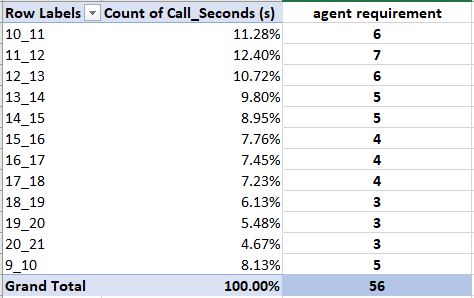 Row Labels Count of Call_Seconds (s) agent requirement
10_11 11.28% 6
11_12 12.40% 7
12_13 10.72% 6
13_14 9.80% 5
14_15 8.95% 5
15_16 7.76% 4
16_17 7.45% 4
17_18 7.23% 4
18_19 6.13% 3
19_20 5.48% 3
20_21 4.67% 3
9_10 8.13% 5
Grand Total 100.00% 56